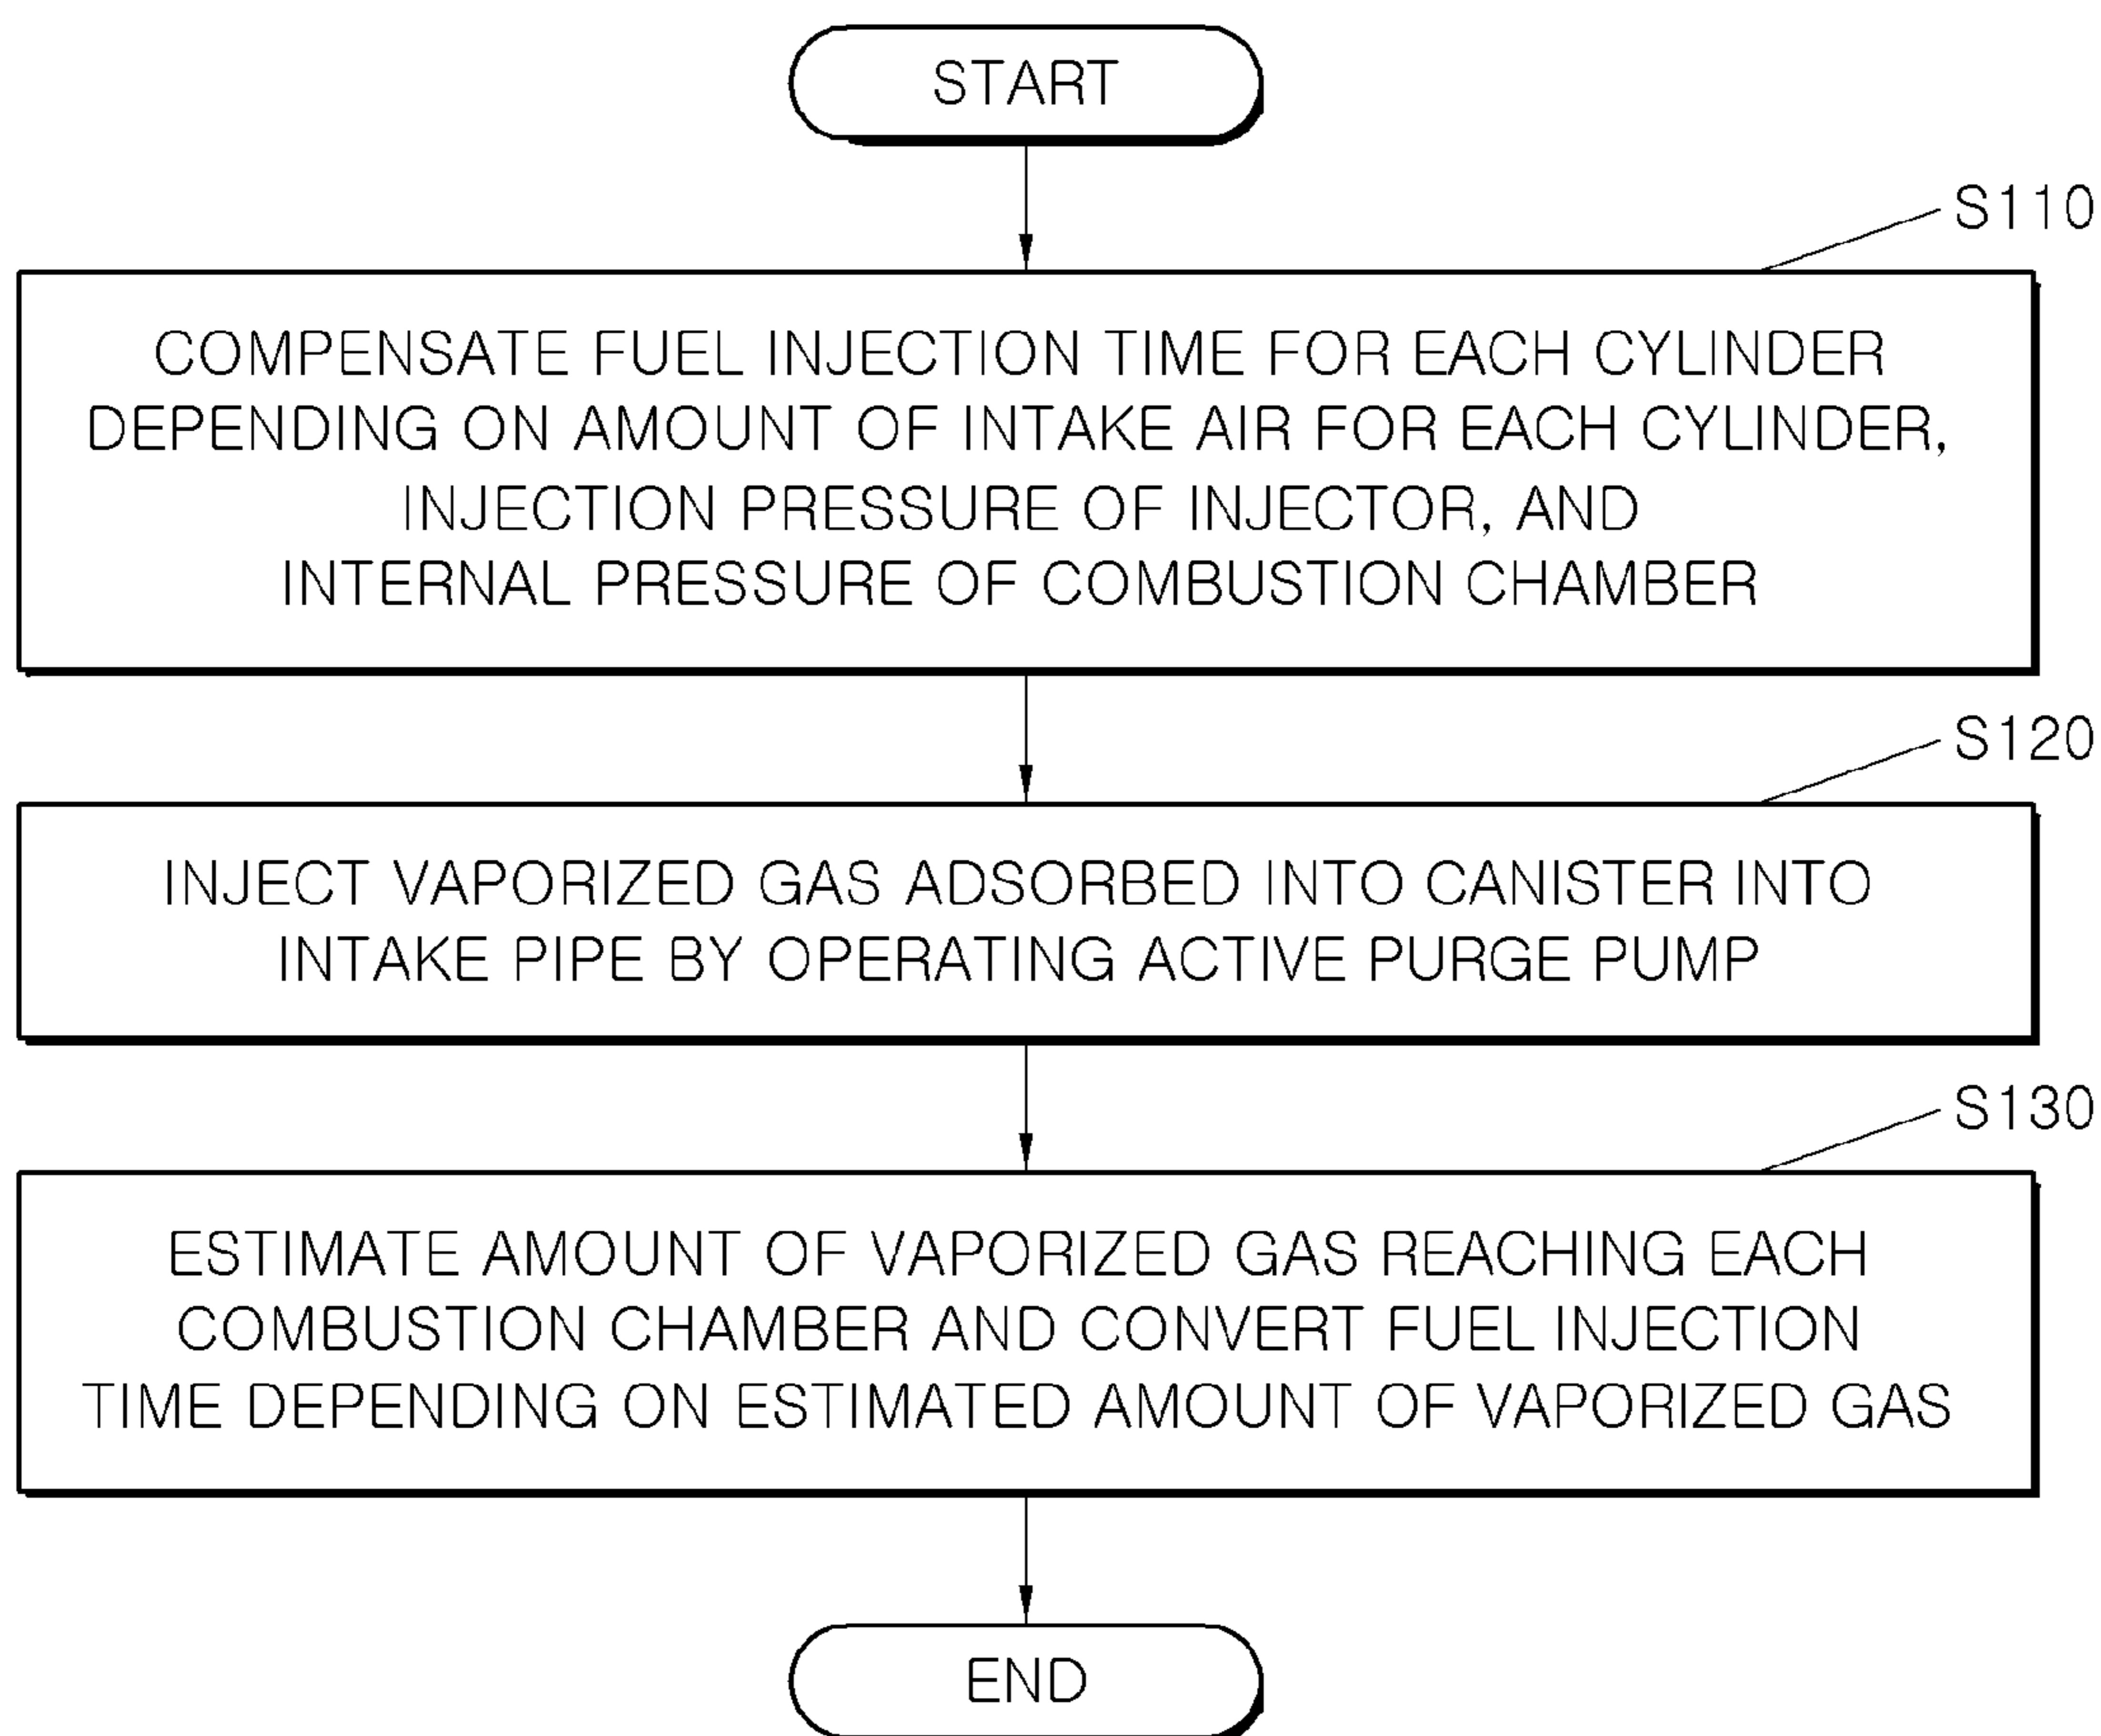 START
S110
COMPENSATE FUEL INJECTION TIME FOR EACH CYLINDER
DEPENDING ON AMOUNT OF INTAKE AIR FOR EACH CYLINDER,
INJECTION PRESSURE OF INJECTOR, AND
INTERNAL PRESSURE OF COMBUSTION CHAMBER
S120
INJECT VAPORIZED GAS ADSORBED INTO CANISTER INTO
INTAKE PIPE BY OPERATING ACTIVE PURGE PUMP
S130
ESTIMATE AMOUNT OF VAPORIZED GAS REACHING EACH
COMBUSTION CHAMBER AND CONVERT FUEL INJECTION
TIME DEPENDING ON ESTIMATED AMOUNT OF VAPORIZED GAS
END